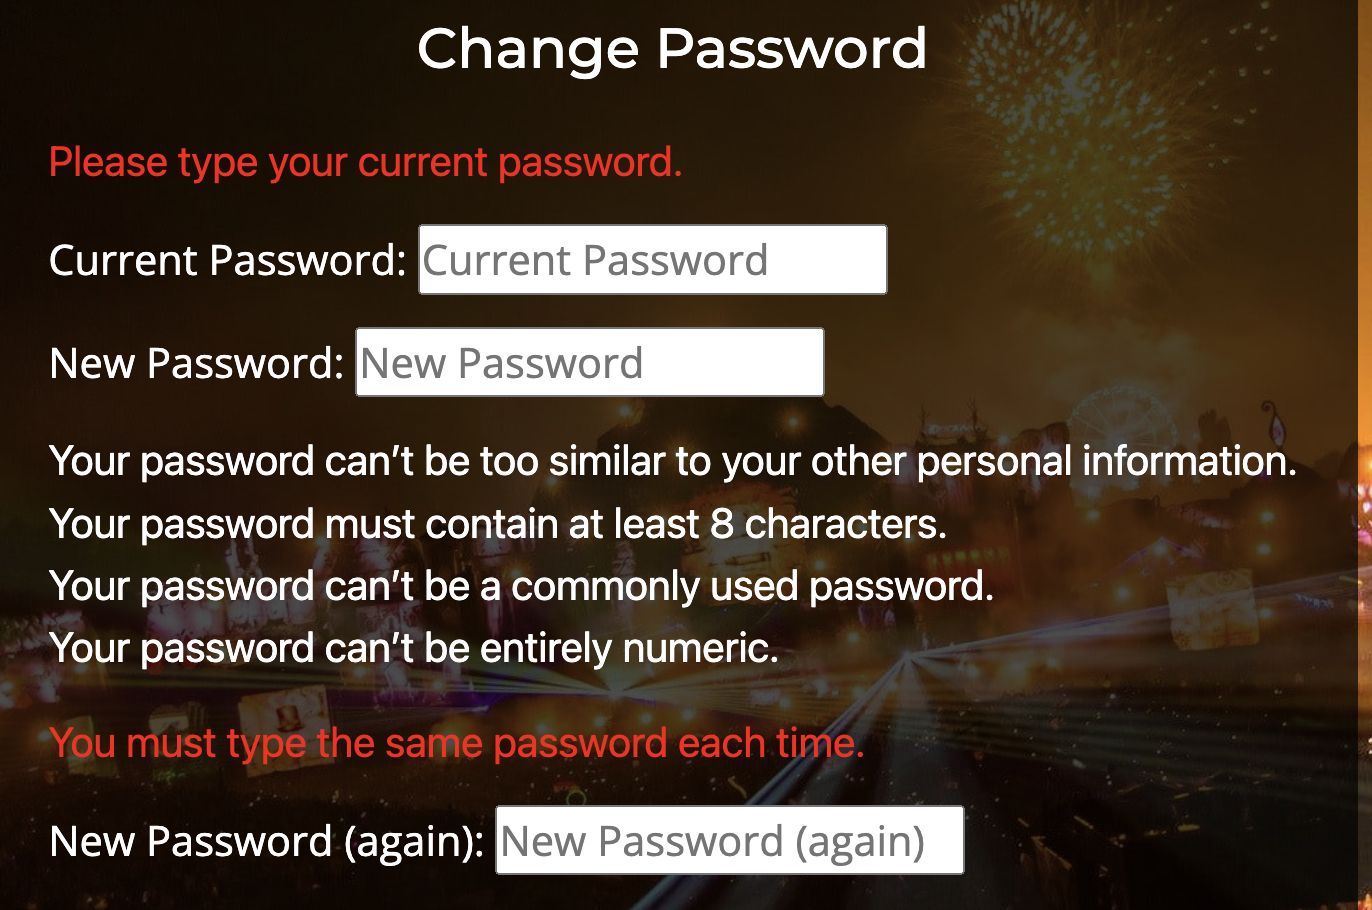 Change Password
Please type your current password.
Current Password: Current Password
New Password: New Password
Your password can’t be too similar to your other personal information.
Your password must contain at least 8 characters.
Your password can’t be a commonly used password.
Your password can’t be entirely numeric.
You must type the same password each time.
New Password (again): New Password (again)